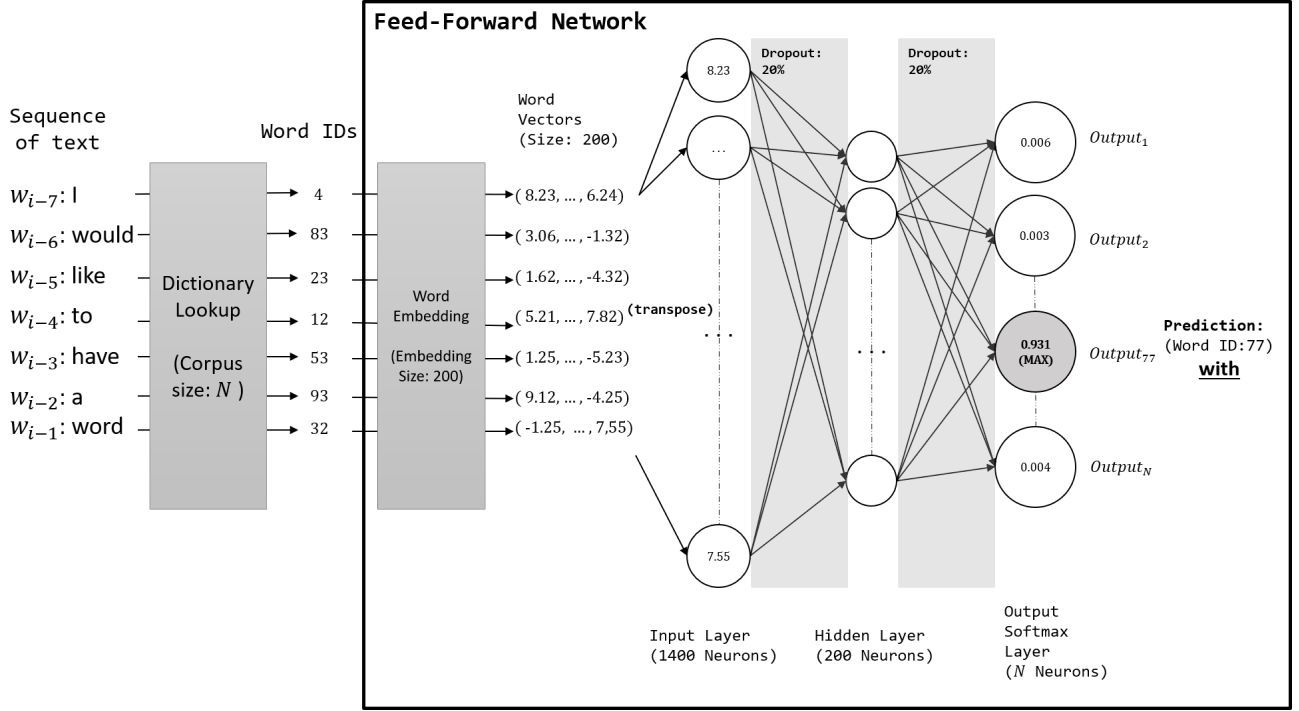 Feed-Forward Network
Sequence
of text
Word IDs
Word
Vectors
(Size: 200)
Dropout:
20%
Dropout:
20%
w_{i-7}: I
w_{i-6}: would
w_{i-5}: like
w_{i-4}: to
w_{i-3}: have
w_{i-2}: a
w_{i-1}: word
Dictionary
Lookup
(Corpus
size: N )
4
83
23
12
53
93
32
Word
Embedding
(Embedding
Size: 200)
( 8.23, ... , 6.24)
( 3.06, ... , -1.32)
( 1.62, ... , -4.32)
( 5.21, ... , 7.82)
( 1.25, ... , -5.23)
( 9.12, ... , -4.25)
( -1.25, ... , 7,55)
(transpose)
8.23
...
...
7.55
...
0.006
0.003
0.931
(MAX)
0.004
Output_1
Output_2
Output_{77}
Output_N
Prediction:
(Word ID:77)
with
Input Layer
(1400 Neurons)
Hidden Layer
(200 Neurons)
Output
Softmax
Layer
(N Neurons)